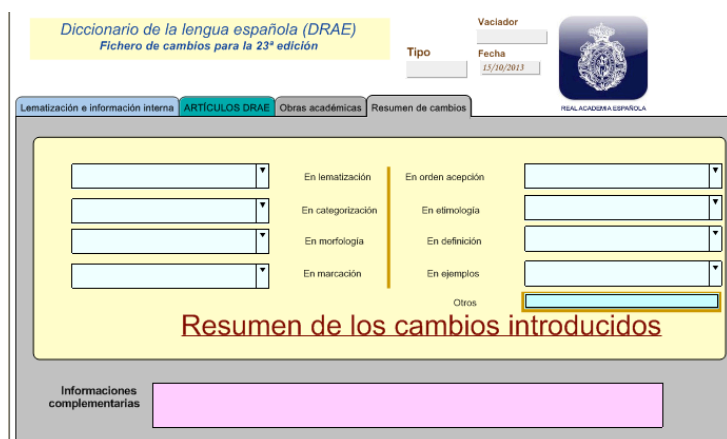 Diccionario de la lengua española (DRAE)
Fichero de cambios para la 23ª edición
Vaciador
Tipo
Fecha
15/10/2013
REAL ACADEMIA ESPAÑOLA
Lematización e información interna
ARTÍCULOS DRAE
Obras académicas
Resumen de cambios
En lematización
En orden acepción
En categorización
En etimología
En morfología
En definición
En marcación
En ejemplos
Otros
Resumen de los cambios introducidos
Informaciones
complementarias